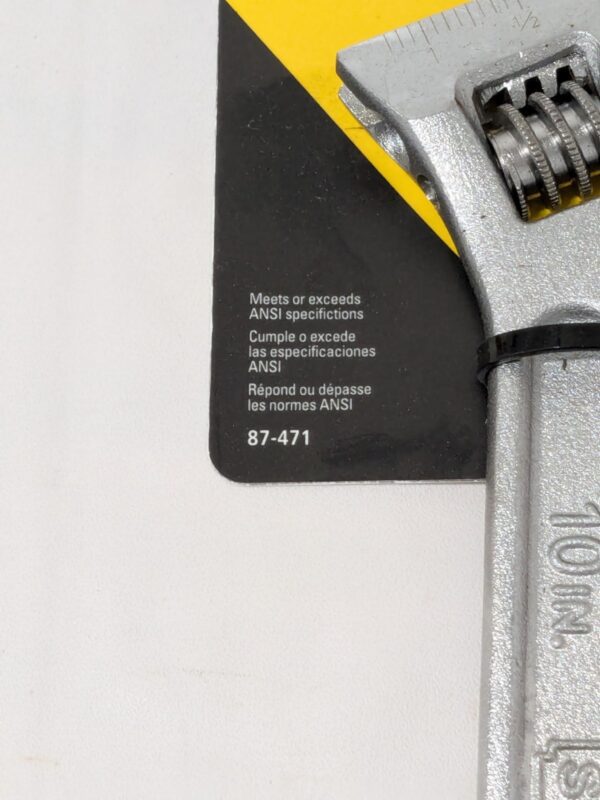 1/2
Meets or exceeds
ANSI specifictions
Cumple o excede
las especificaciones
ANSI
Répond ou dépasse
les normes ANSI
87-471
10 IN.
S